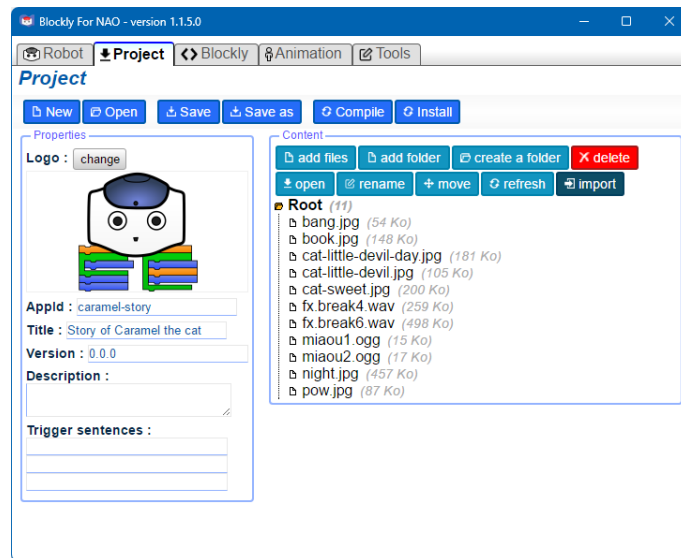 Blockly For NAO - version 1.1.5.0
Robot Project Blockly Animation Tools
Project
New Open Save Save as Compile Install
Properties
Logo : change
AppId : caramel-story
Title : Story of Caramel the cat
Version : 0.0.0
Description :
Trigger sentences :
Content
add files add folder create a folder delete
open rename move refresh import
Root (11)
bang.jpg (54 Ko)
book.jpg (148 Ko)
cat-little-devil-day.jpg (181 Ko)
cat-little-devil.jpg (105 Ko)
cat-sweet.jpg (200 Ko)
fx.break4.wav (259 Ko)
fx.break6.wav (498 Ko)
miaou1.ogg (15 Ko)
miaou2.ogg (17 Ko)
night.jpg (457 Ko)
pow.jpg (87 Ko)